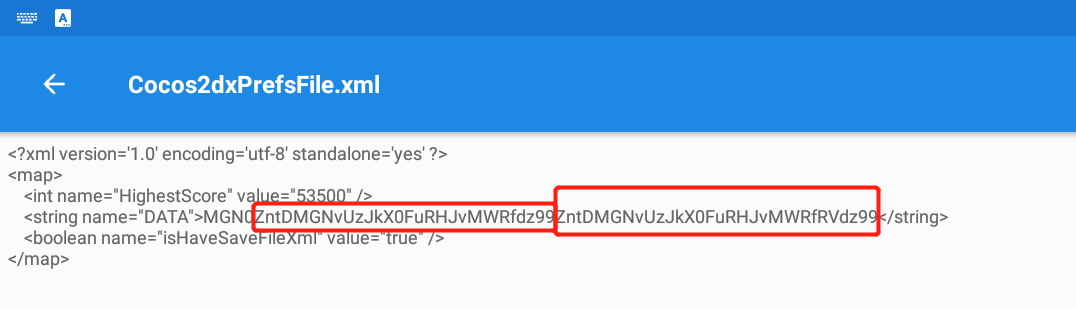 A
Cocos2dxPrefsFile.xml
<?xml version='1.0' encoding='utf-8' standalone='yes' ?>
<map>
<int name="HighestScore" value="53500" />
<string name="DATA">MGN0ZntDMGNvUzJkX0FuRHJvMWRfdz99ZntDMGNvUzJkX0FuRHJvMWRfRVdz99</string>
<boolean name="isHaveSaveFileXml" value="true" />
</map>